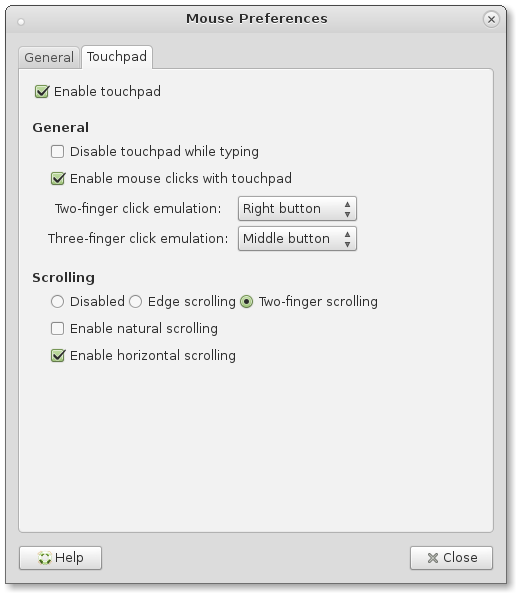 Mouse Preferences
General Touchpad
Enable touchpad
General
Disable touchpad while typing
Enable mouse clicks with touchpad
Two-finger click emulation: Right button
Three-finger click emulation: Middle button
Scrolling
Disabled Edge scrolling Two-finger scrolling
Enable natural scrolling
Enable horizontal scrolling
Help Close